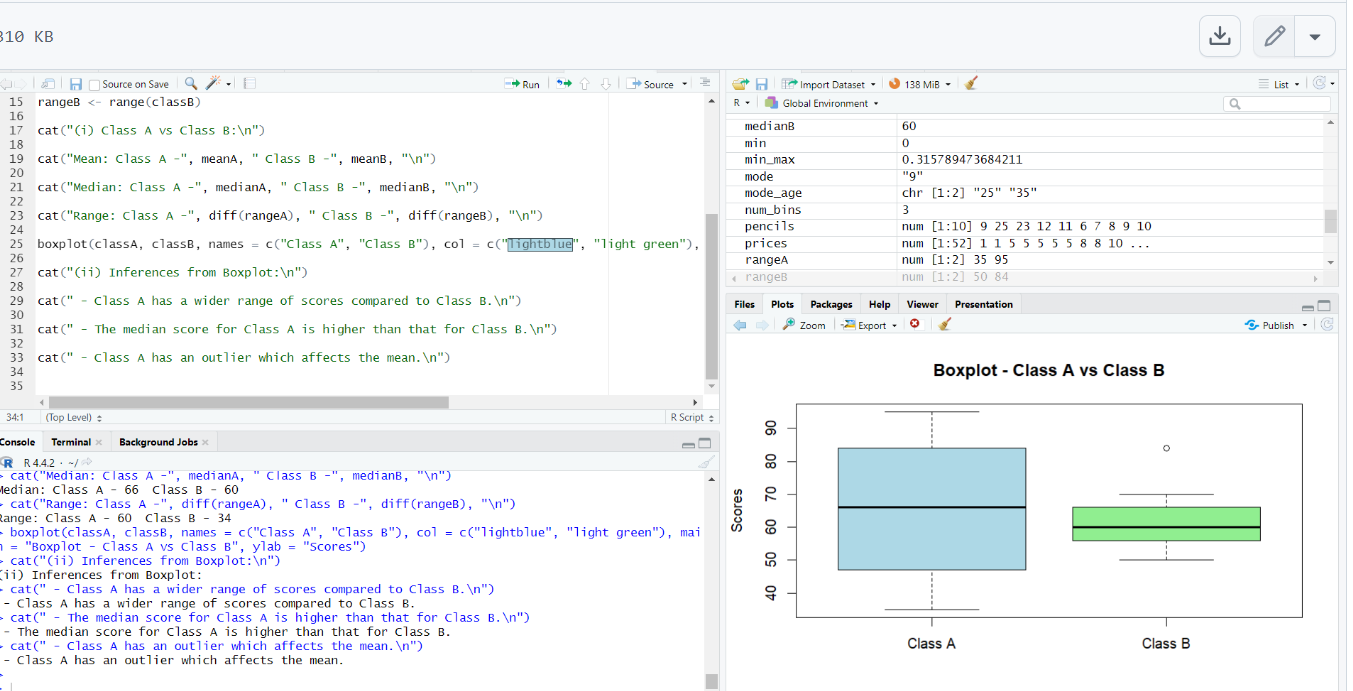 310 KB
Source on Save
Run
Source
15 rangeB <- range(classB)
16
17 cat("(i) Class A vs Class B:\n")
18
19 cat("Mean: Class A -", meanA, " Class B -", meanB, "\n")
20
21 cat("Median: Class A -", medianA, " Class B -", medianB, "\n")
22
23 cat("Range: Class A -", diff(rangeA), " Class B -", diff(rangeB), "\n")
24
25 boxplot(classA, classB, names = c("Class A", "Class B"), col = c("lightblue", "light green"),
26
27 cat("(ii) Inferences from Boxplot:\n")
28
29 cat(" - Class A has a wider range of scores compared to Class B.\n")
30
31 cat(" - The median score for Class A is higher than that for Class B.\n")
32
33 cat(" - Class A has an outlier which affects the mean.\n")
34
35
34:1 (Top Level) R Script
Console Terminal Background Jobs
R 4.4.2 · ~/
> cat("Median: Class A -", medianA, " Class B -", medianB, "\n")
Median: Class A - 66  Class B - 60
> cat("Range: Class A -", diff(rangeA), " Class B -", diff(rangeB), "\n")
Range: Class A - 60  Class B - 34
> boxplot(classA, classB, names = c("Class A", "Class B"), col = c("lightblue", "light green"), mai
n = "Boxplot - Class A vs Class B", ylab = "Scores")
> cat("(ii) Inferences from Boxplot:\n")
(ii) Inferences from Boxplot:
> cat(" - Class A has a wider range of scores compared to Class B.\n")
- Class A has a wider range of scores compared to Class B.
> cat(" - The median score for Class A is higher than that for Class B.\n")
- The median score for Class A is higher than that for Class B.
> cat(" - Class A has an outlier which affects the mean.\n")
- Class A has an outlier which affects the mean.
>
>
Import Dataset 138 MiB List
R Global Environment
medianB 60
min 0
min_max 0.315789473684211
mode "9"
mode_age chr [1:2] "25" "35"
num_bins 3
pencils num [1:10] 9 25 23 12 11 6 7 8 9 10
prices num [1:52] 1 1 5 5 5 5 5 8 8 10 ...
rangeA num [1:2] 35 95
rangeB num [1:2] 50 84
Files Plots Packages Help Viewer Presentation
Zoom Export Publish
Boxplot - Class A vs Class B
Scores
90
80
70
60
50
40
Class A Class B